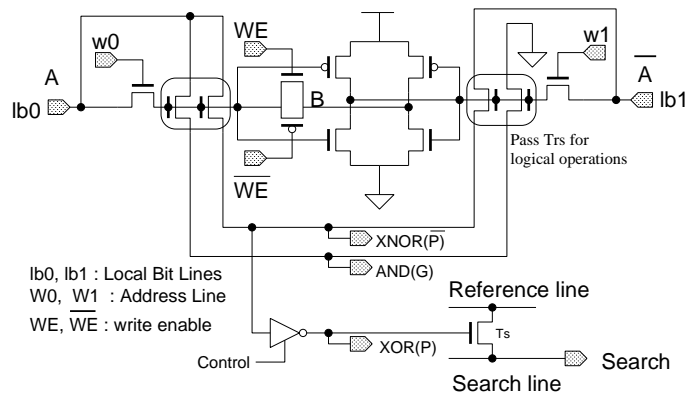 WE
w0
w1
A
B
A
lb0
lb1
Pass Trs for
logical operations
WE
XNOR(P)
lb0, lb1 : Local Bit Lines
AND(G)
W0, W1 : Address Line
Reference line
WE, WE : write enable
Ts
Control
XOR(P)
Search
Search line